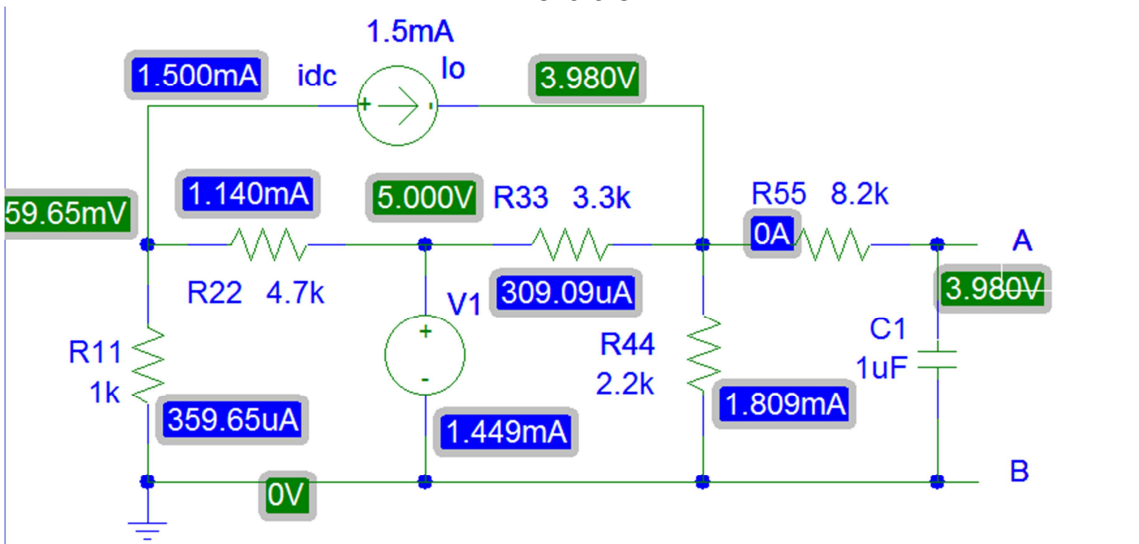 1.5mA
1.500mA idc Io 3.980V
+ -
59.65mV 1.140mA 5.000V R33 3.3k R55 8.2k
0A A
R22 4.7k V1 309.09uA 3.980V
R11 + R44 C1
1k - 2.2k 1uF
359.65uA 1.449mA 1.809mA
0V B